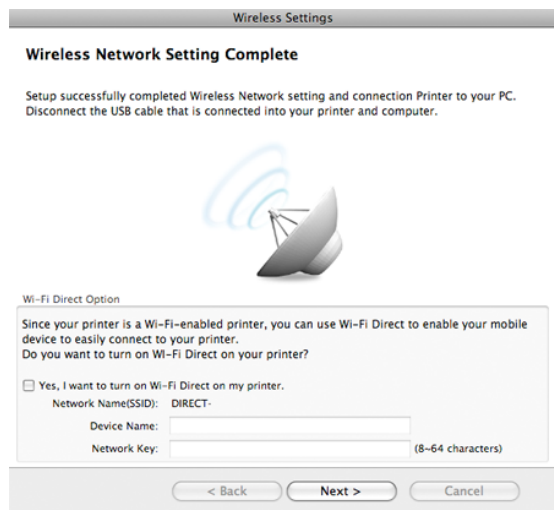 Wireless Settings
Wireless Network Setting Complete
Setup successfully completed Wireless Network setting and connection Printer to your PC.
Disconnect the USB cable that is connected into your printer and computer.
Wi-Fi Direct Option
Since your printer is a Wi-Fi-enabled printer, you can use Wi-Fi Direct to enable your mobile
device to easily connect to your printer.
Do you want to turn on WI-Fi Direct on your printer?
Yes, I want to turn on Wi-Fi Direct on my printer.
Network Name(SSID): DIRECT-
Device Name:
Network Key: (8~64 characters)
< Back Next > Cancel